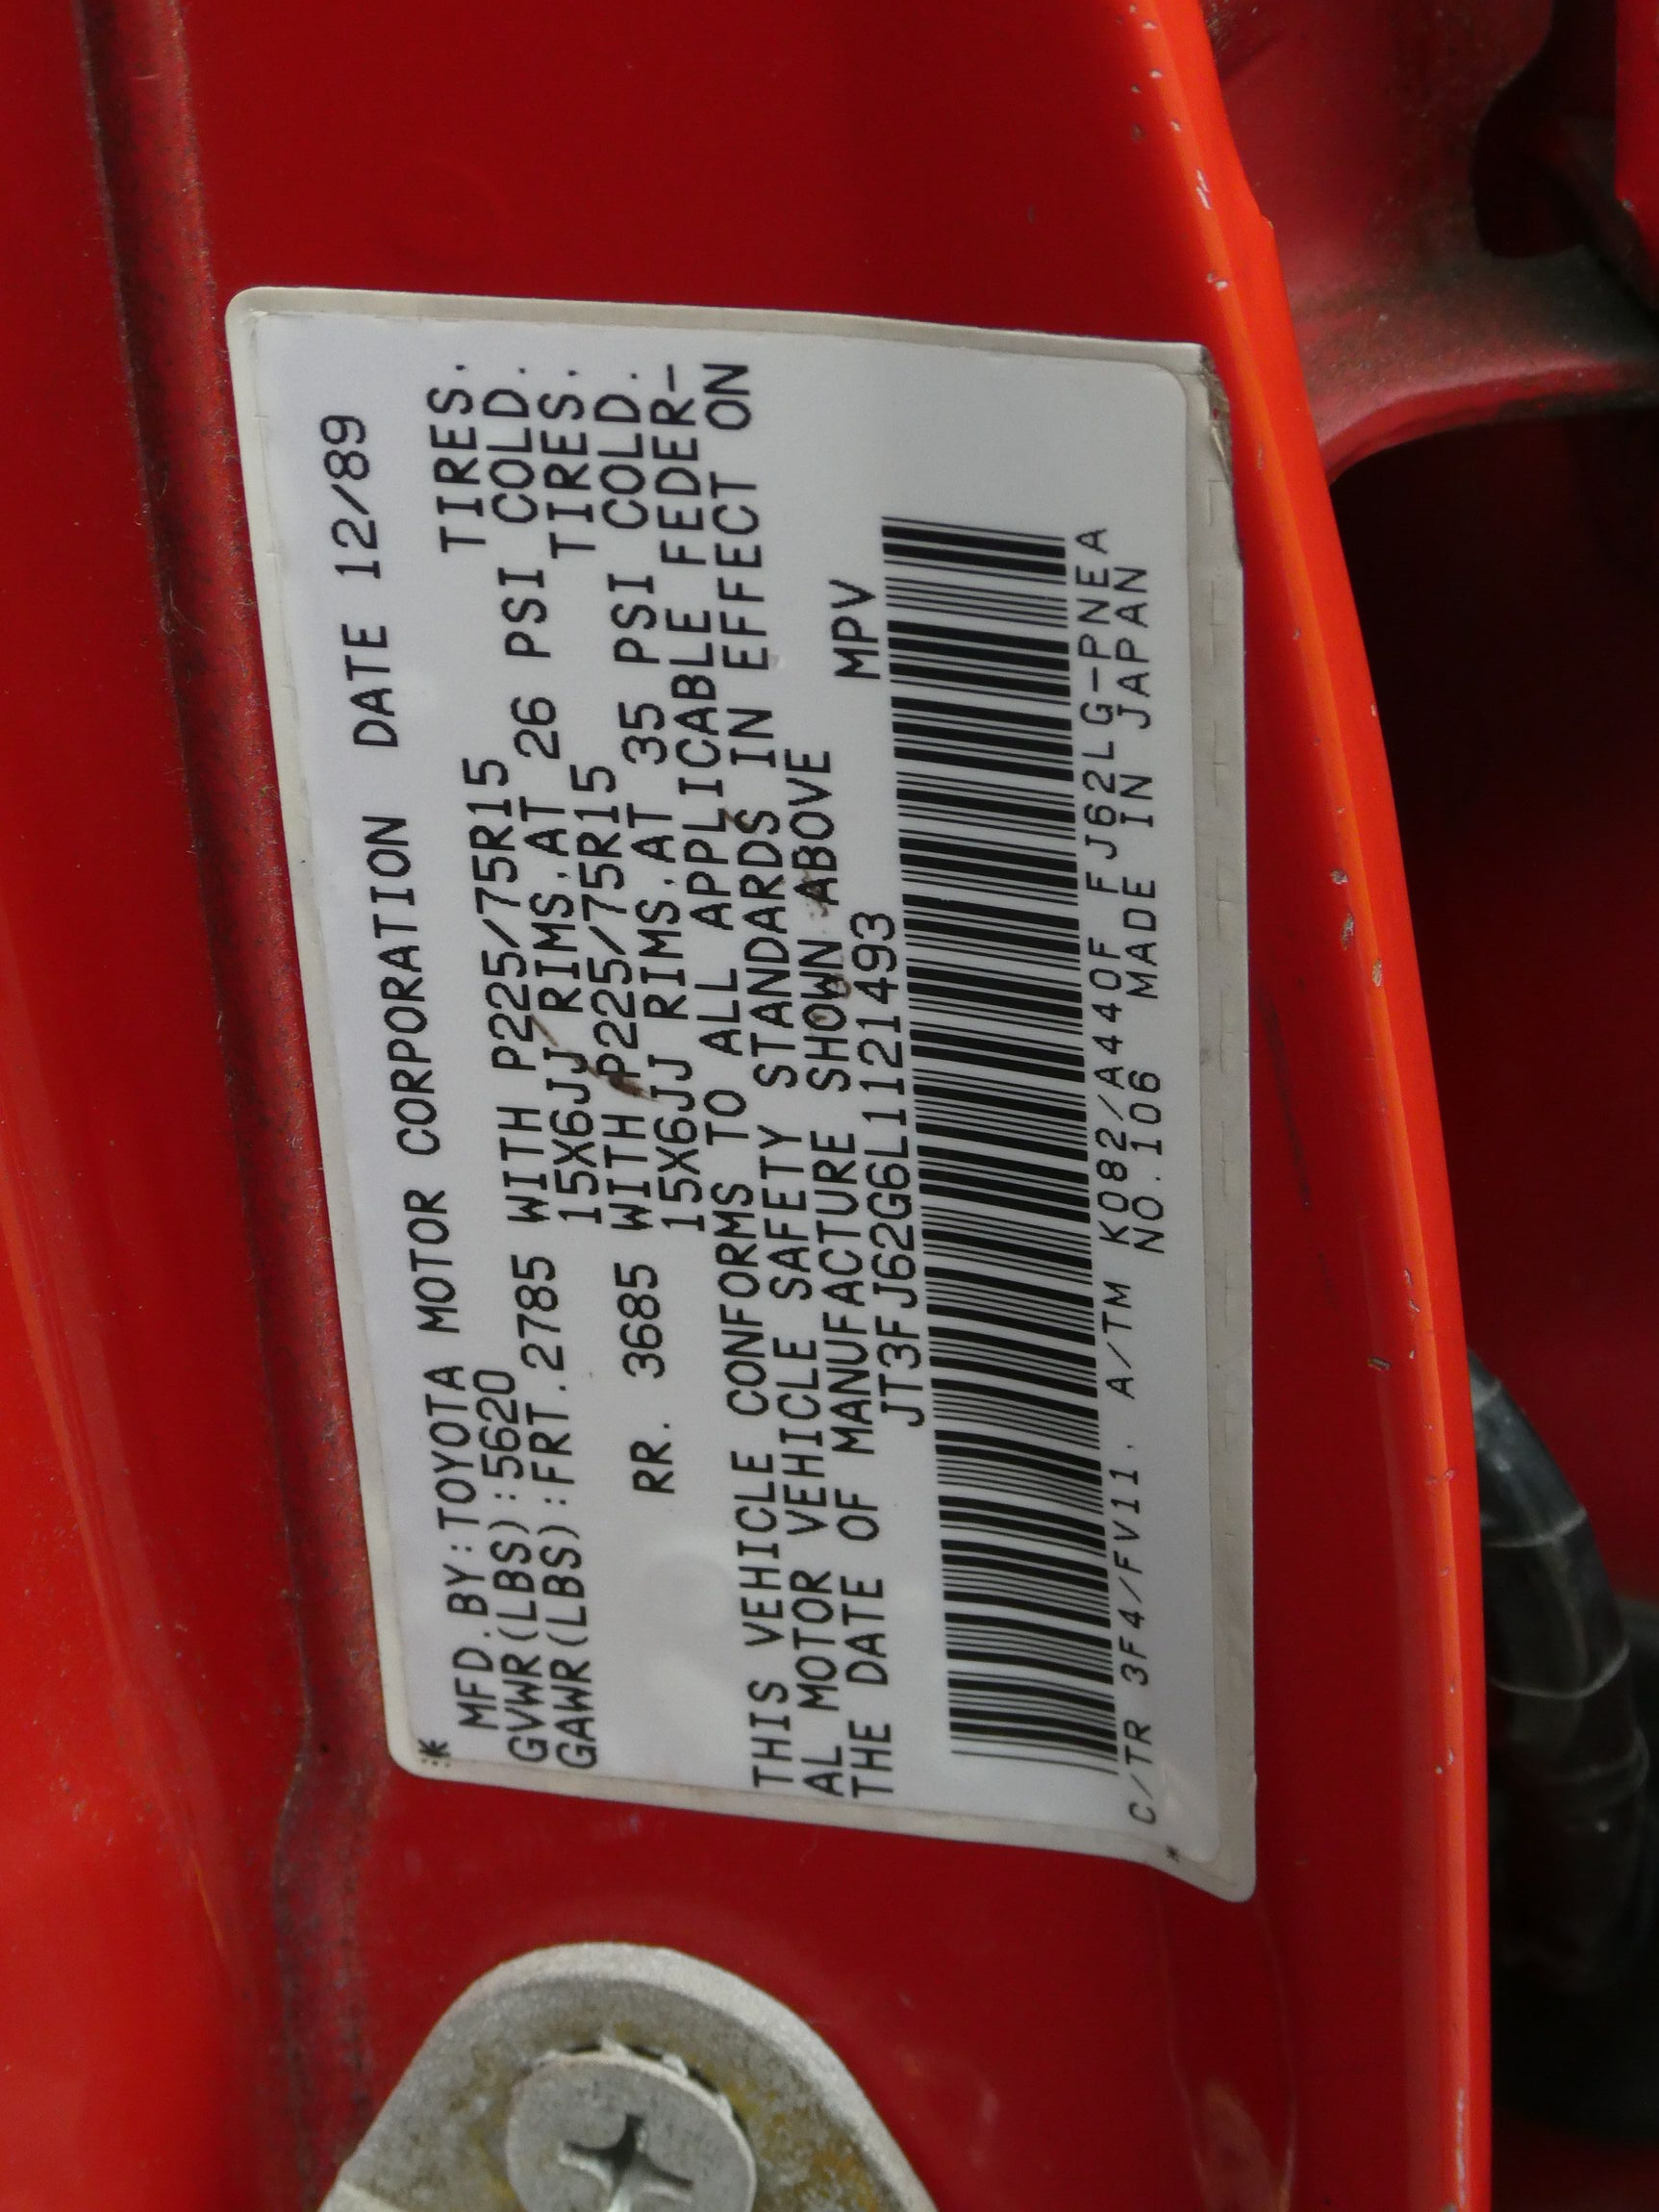 MFD.BY:TOYOTA MOTOR CORPORATION DATE 12/89
GVWR(LBS):5620
GAWR(LBS):FRT.2785 WITH P225/75R15 TIRES.
15X6JJ RIMS.AT 26 PSI COLD.
RR. 3685 WITH P225/75R15 TIRES.
15X6JJ RIMS.AT 35 PSI COLD.
THIS VEHICLE CONFORMS TO ALL APPLICABLE FEDER-
AL MOTOR VEHICLE SAFETY STANDARDS IN EFFECT ON
THE DATE OF MANUFACTURE SHOWN ABOVE
JT3FJ62G6L1121493 MPV
C/TR 3F4/FV11. A/TM K082/A440F FJ62LG-PNEA
NO.106 MADE IN JAPAN